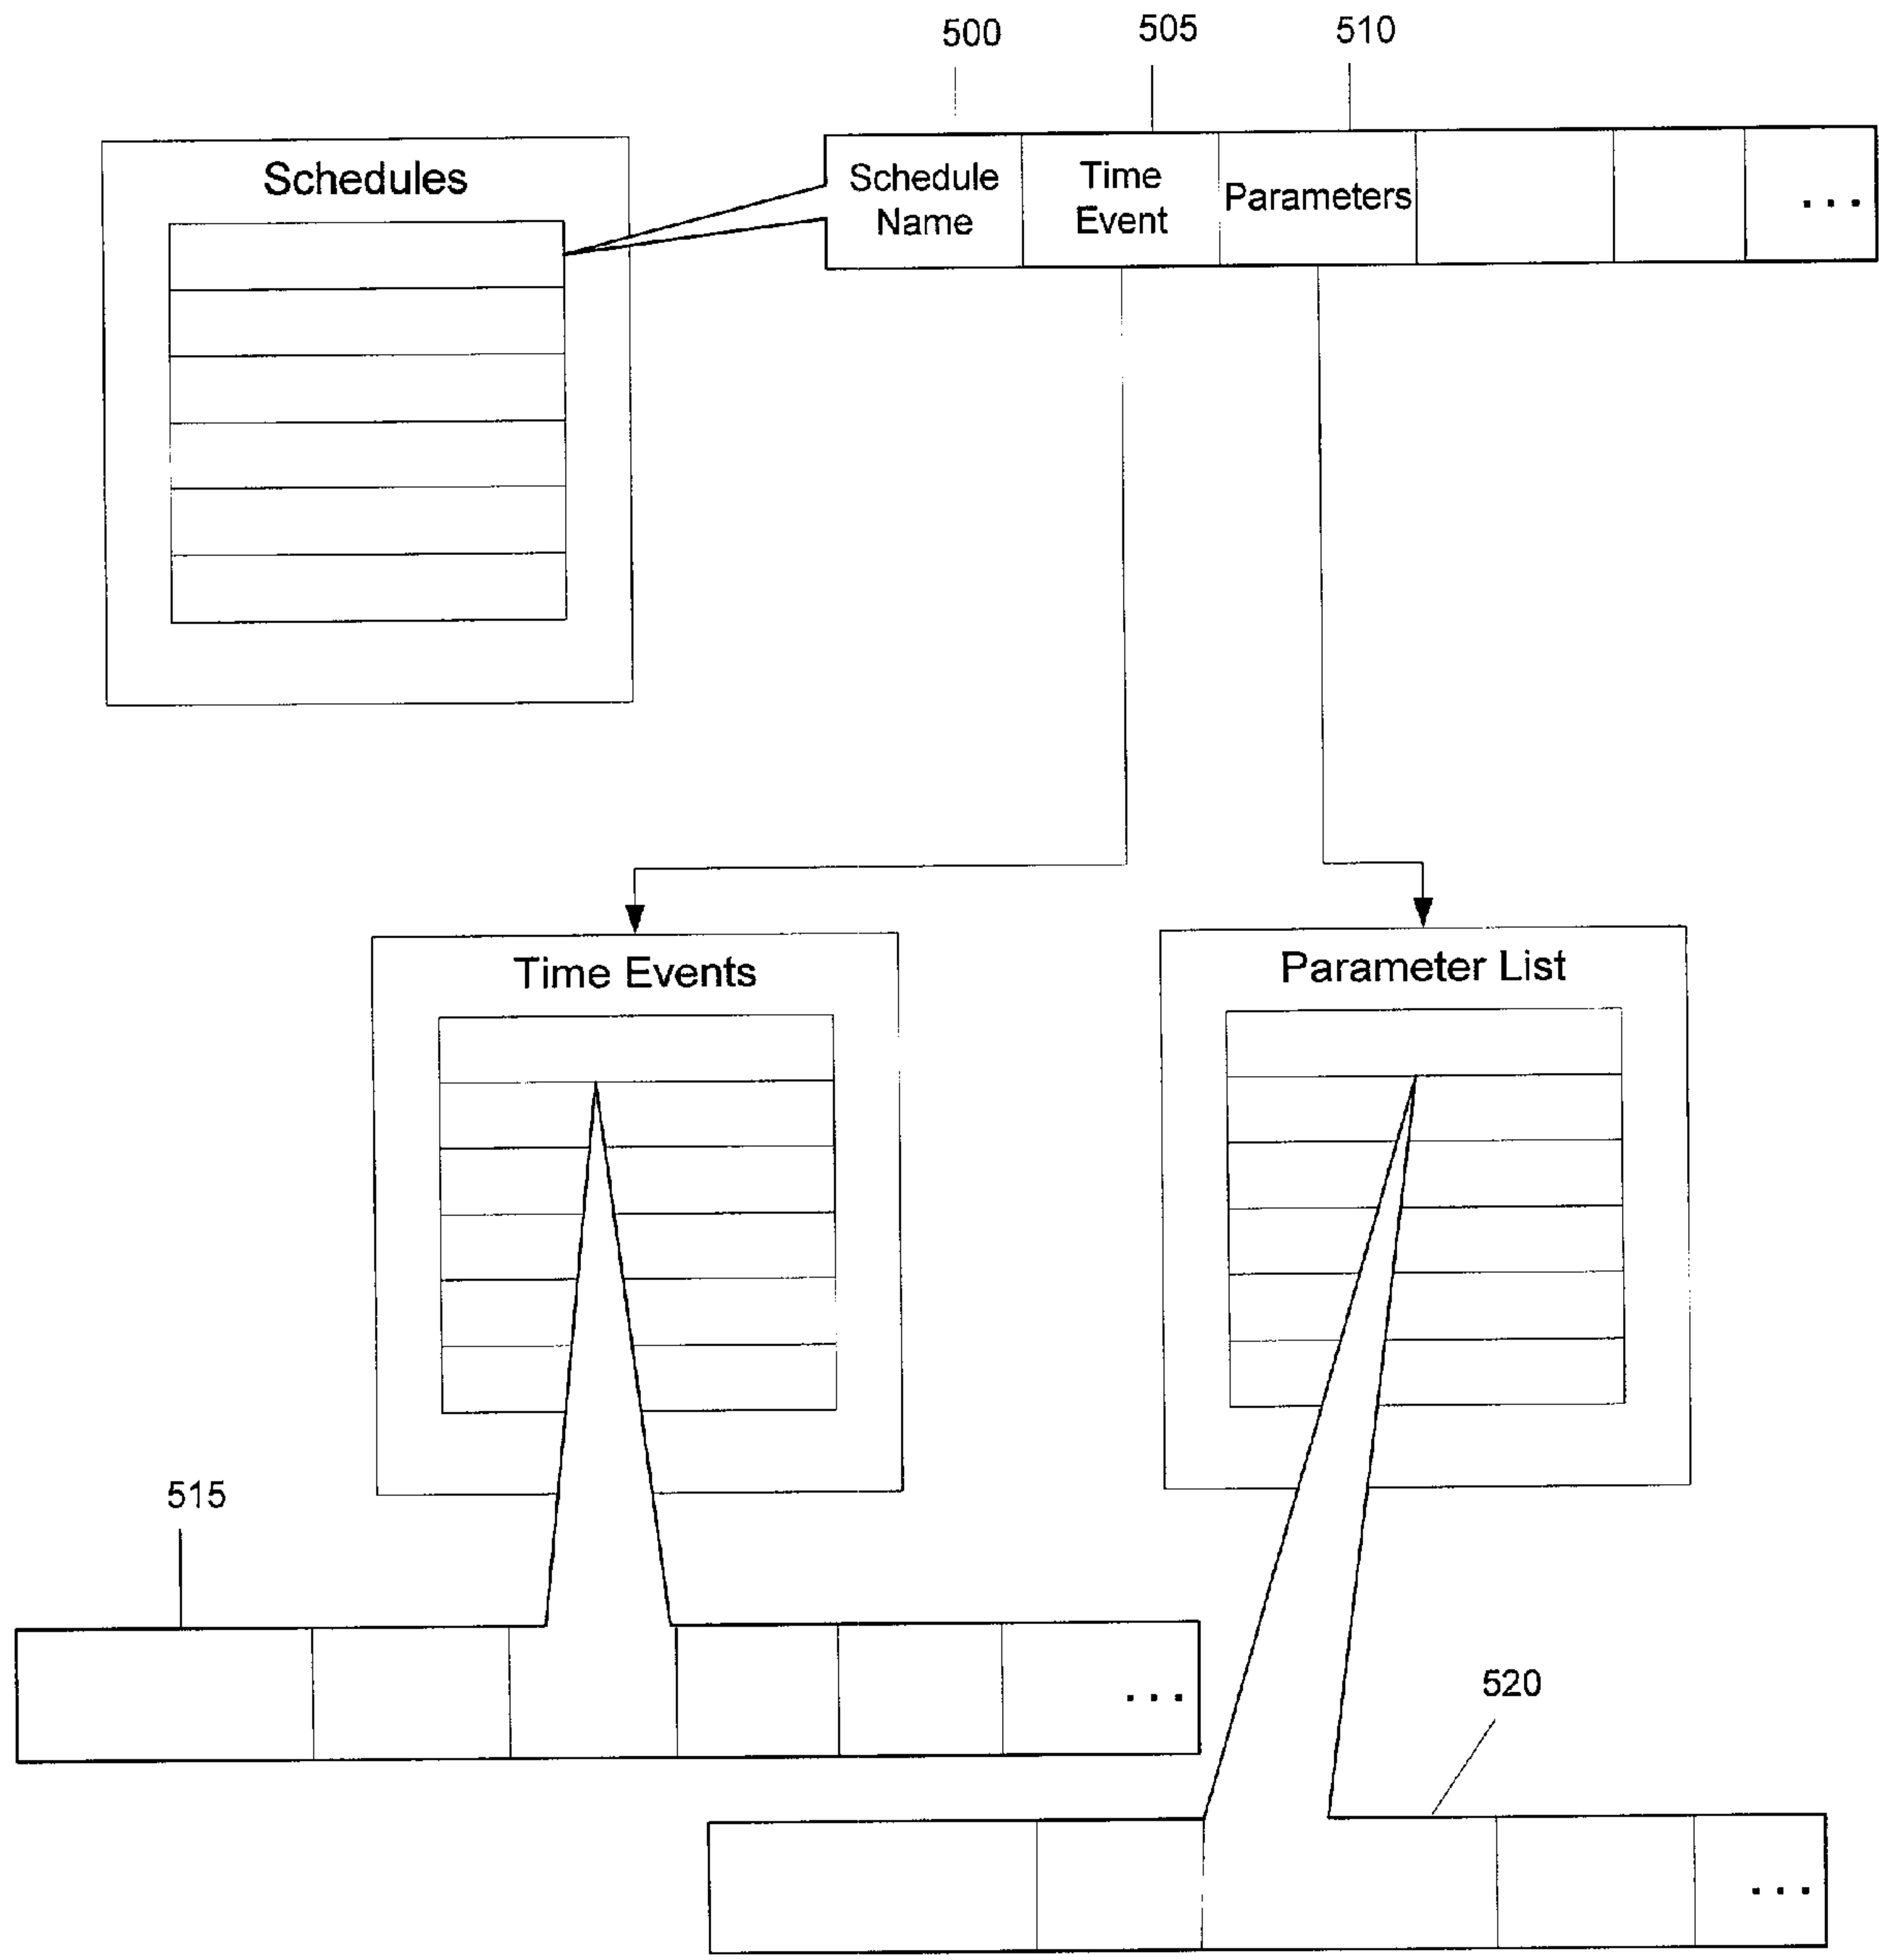 500
505
510
Schedules
Schedule
Name
Time
Event
Parameters
...
Time Events
Parameter List
515
...
520
...